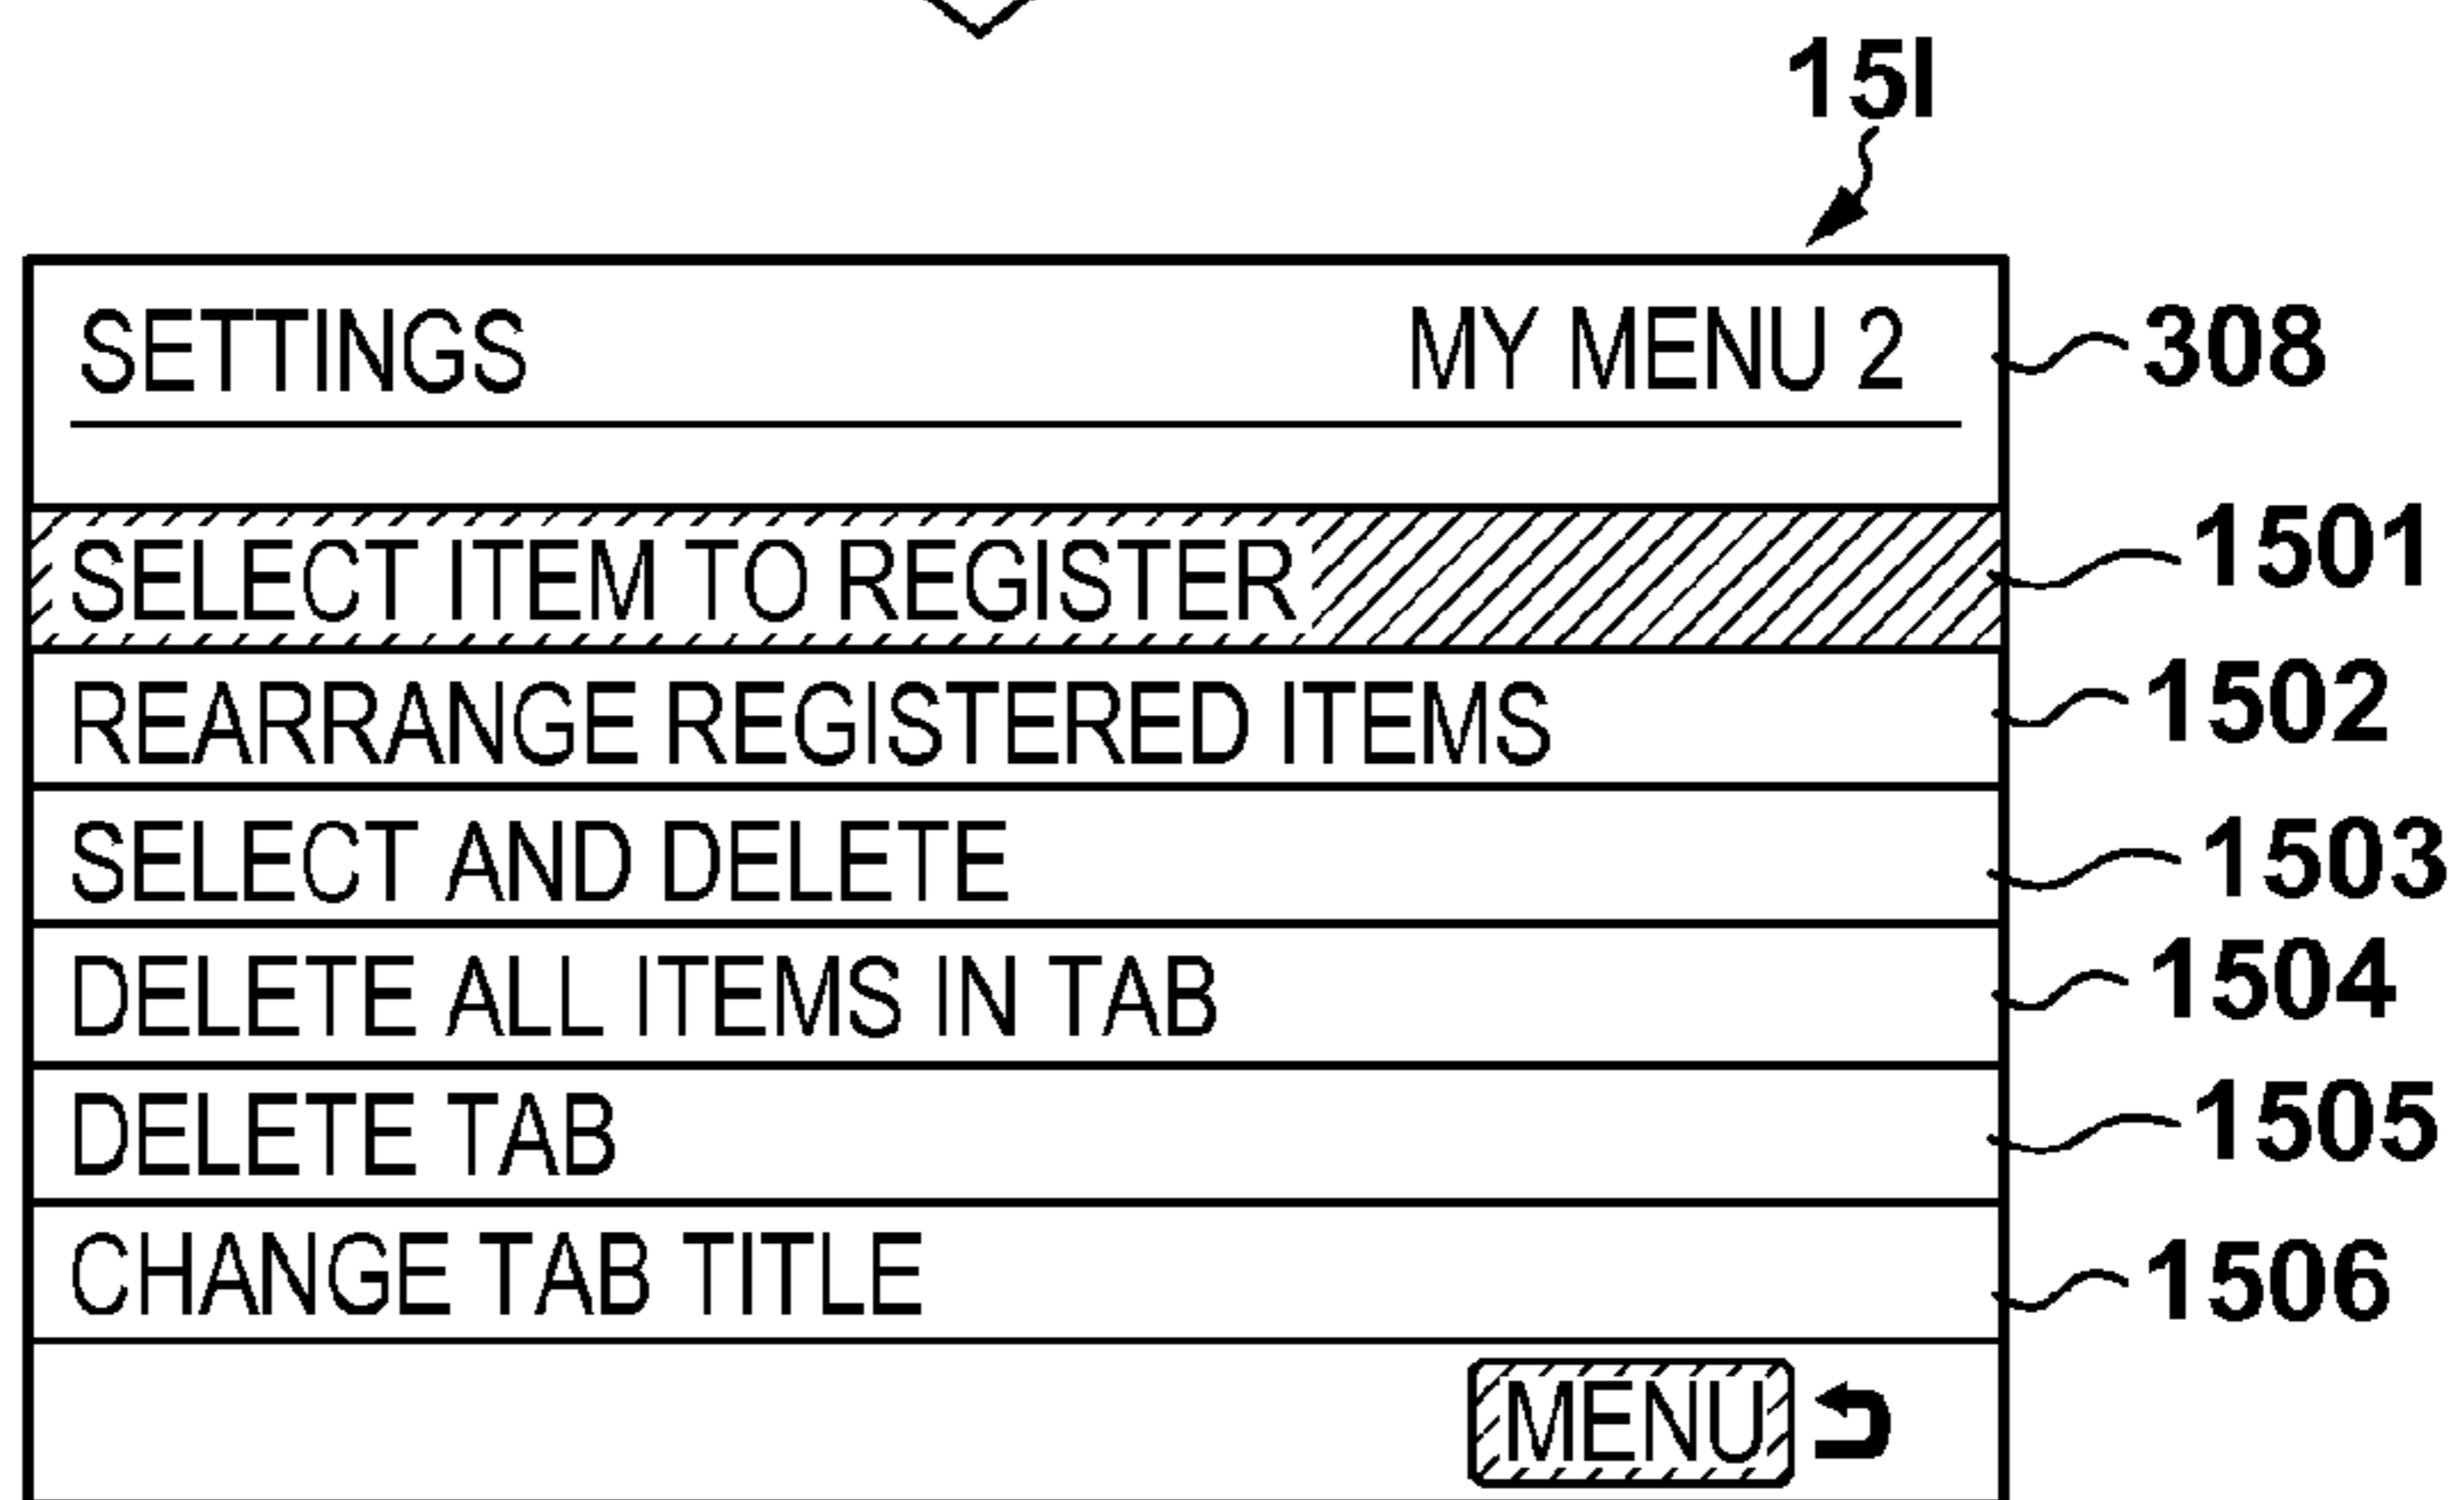 15I
SETTINGS MY MENU 2 308
SELECT ITEM TO REGISTER 1501
REARRANGE REGISTERED ITEMS 1502
SELECT AND DELETE 1503
DELETE ALL ITEMS IN TAB 1504
DELETE TAB 1505
CHANGE TAB TITLE 1506
MENU